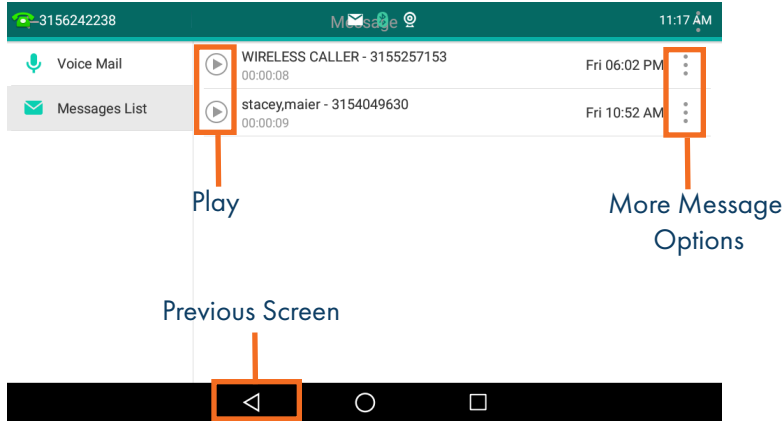 3156242238
Message
11:17 AM
Voice Mail
WIRELESS CALLER - 3155257153
00:00:08
Fri 06:02 PM
Messages List
stacey,maier - 3154049630
00:00:09
Fri 10:52 AM
Play
More Message
Options
Previous Screen